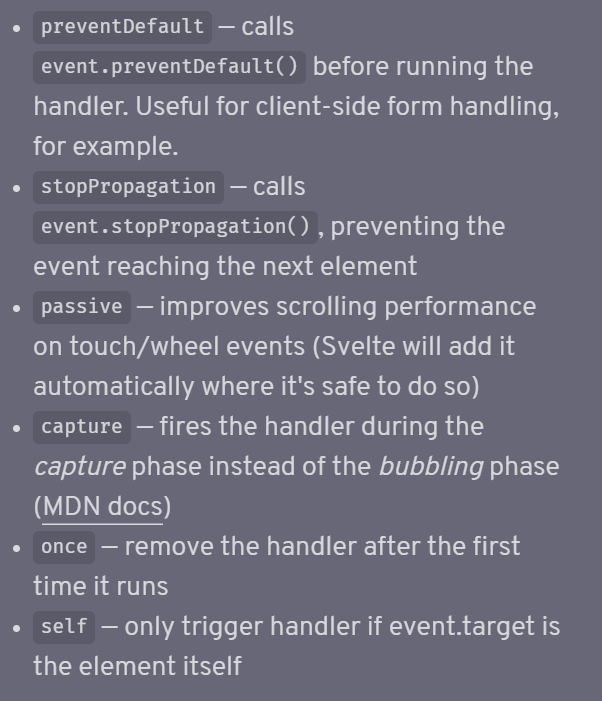 • preventDefault — calls
event.preventDefault() before running the
handler. Useful for client-side form handling,
for example.
• stopPropagation — calls
event.stopPropagation(), preventing the
event reaching the next element
• passive — improves scrolling performance
on touch/wheel events (Svelte will add it
automatically where it's safe to do so)
• capture — fires the handler during the
capture phase instead of the bubbling phase
(MDN docs)
• once — remove the handler after the first
time it runs
• self — only trigger handler if event.target is
the element itself